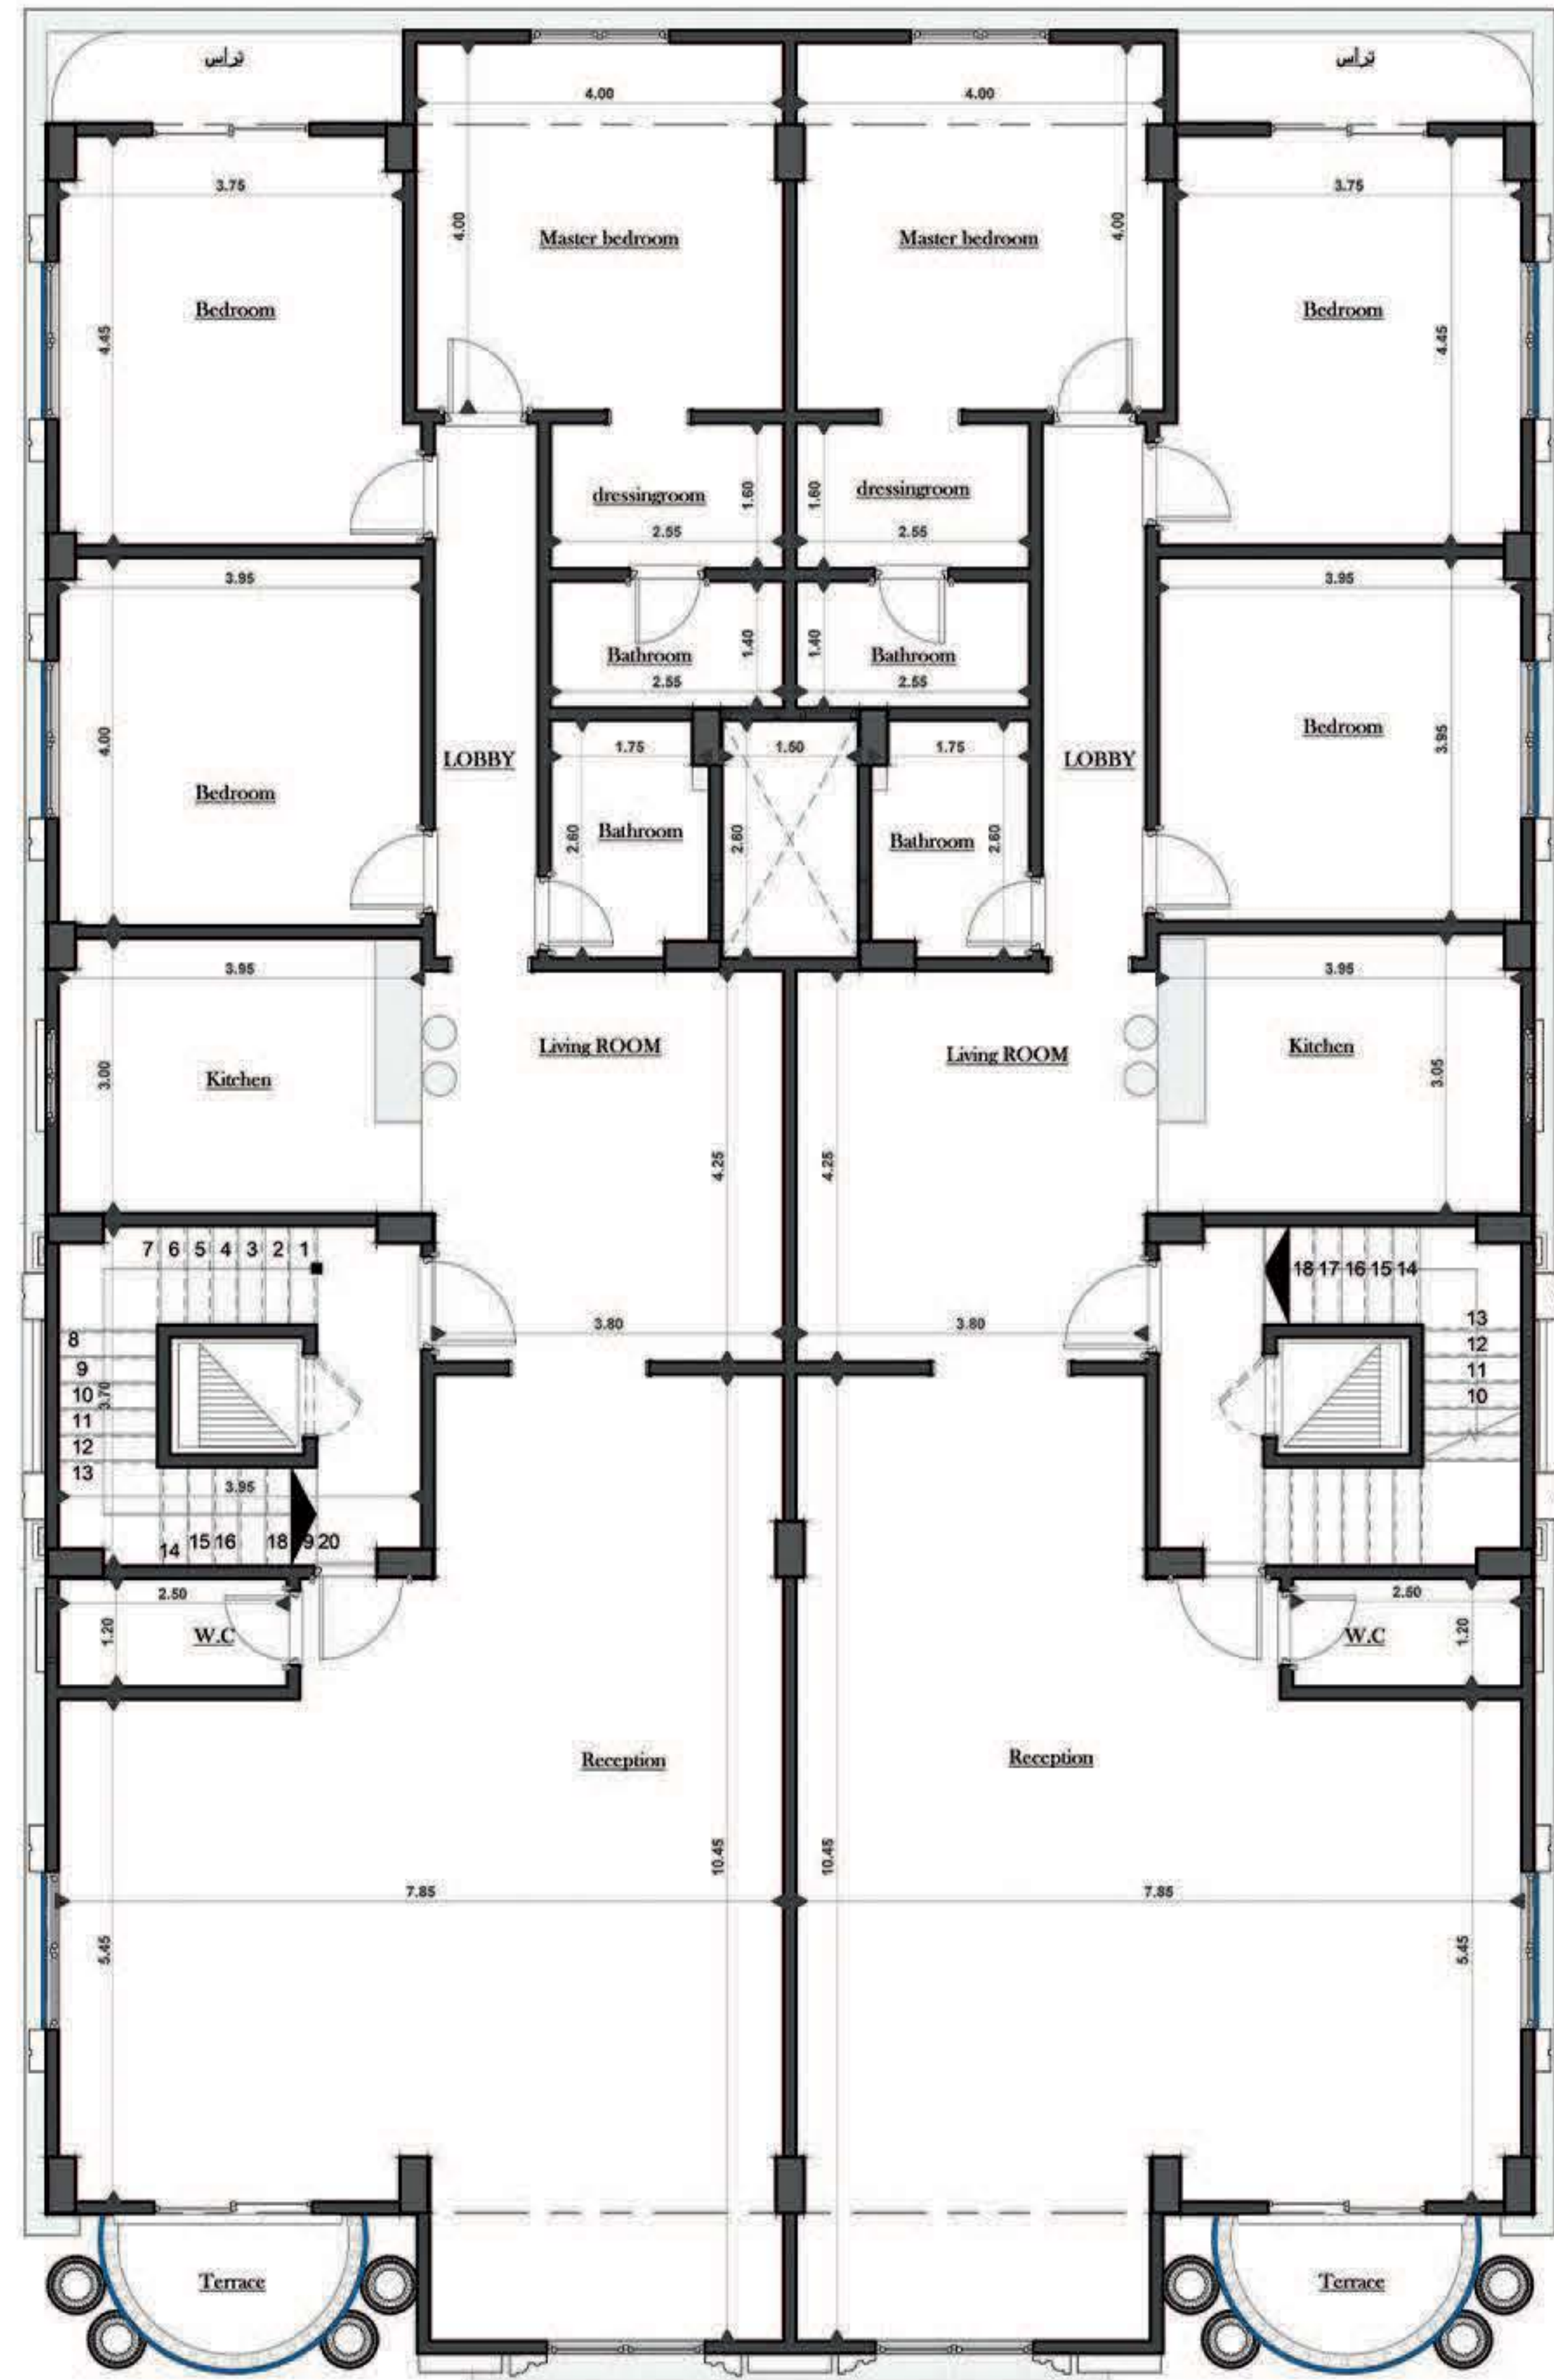 تراس
تراس
4.00
4.00
3.75
3.75
4.00
4.00
Master bedroom
Master bedroom
Bedroom
Bedroom
4.45
4.45
dressingroom
dressingroom
1.60
1.60
2.55
2.55
3.95
3.95
1.40
1.40
Bathroom
Bathroom
2.55
2.55
4.00
Bedroom
Bedroom
3.95
1.75
1.50
1.75
LOBBY
LOBBY
2.60
Bathroom
2.60
Bathroom
2.60
3.95
3.95
3.00
Kitchen
Living ROOM
Living ROOM
Kitchen
3.05
4.25
4.25
7 6 5 4 3 2 1
18 17 16 15 14
3.80
3.80
8
9
10
11
12
13
3.70
13
12
11
10
3.95
14 15 16 18 9 20
2.50
2.50
1.20
W.C
W.C
1.20
Reception
Reception
10.45
10.45
7.85
7.85
5.45
5.45
Terrace
Terrace